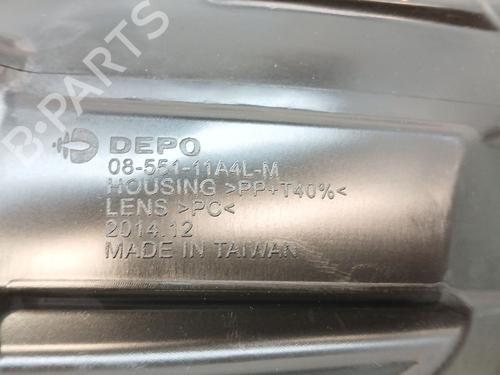 B-PARTS
DEPO
08-551-11A4L-M
HOUSING >PP+T40%<
LENS >PC<
2014.12
MADE IN TAIWAN